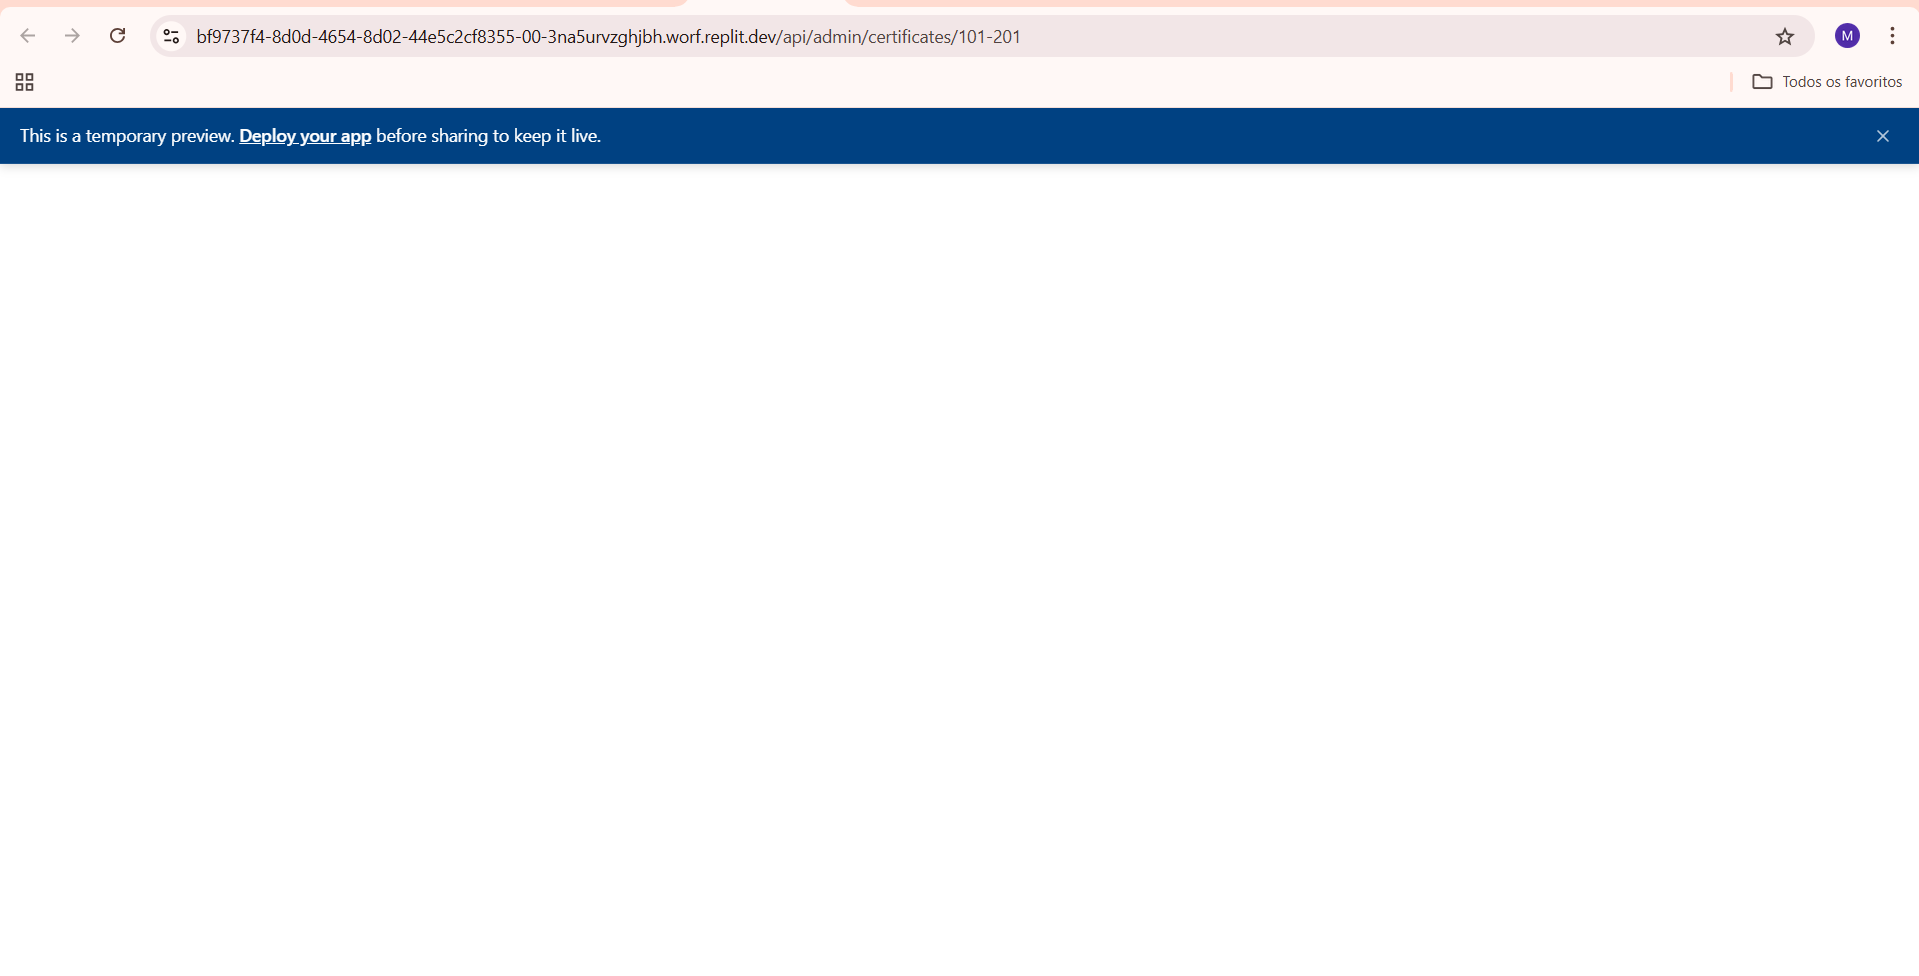 bf9737f4-8d0d-4654-8d02-44e5c2cf8355-00-3na5urvzghjbh.worf.replit.dev/api/admin/certificates/101-201
M
Todos os favoritos
This is a temporary preview. Deploy your app before sharing to keep it live.